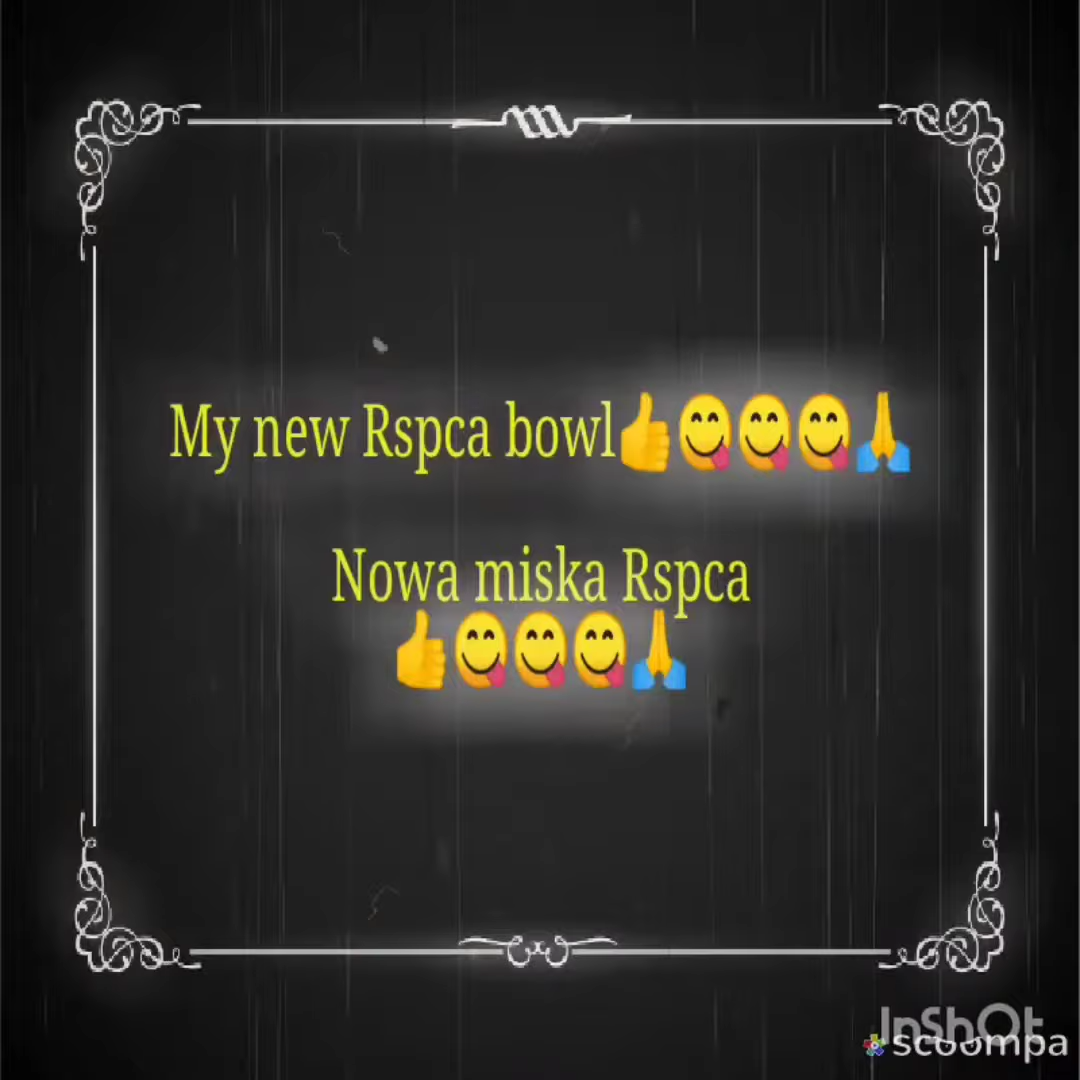 My new Rspca bowl👍😋😋😋🙏
Nowa miska Rspca
👍😋😋😋🙏
InShOt
scoompa